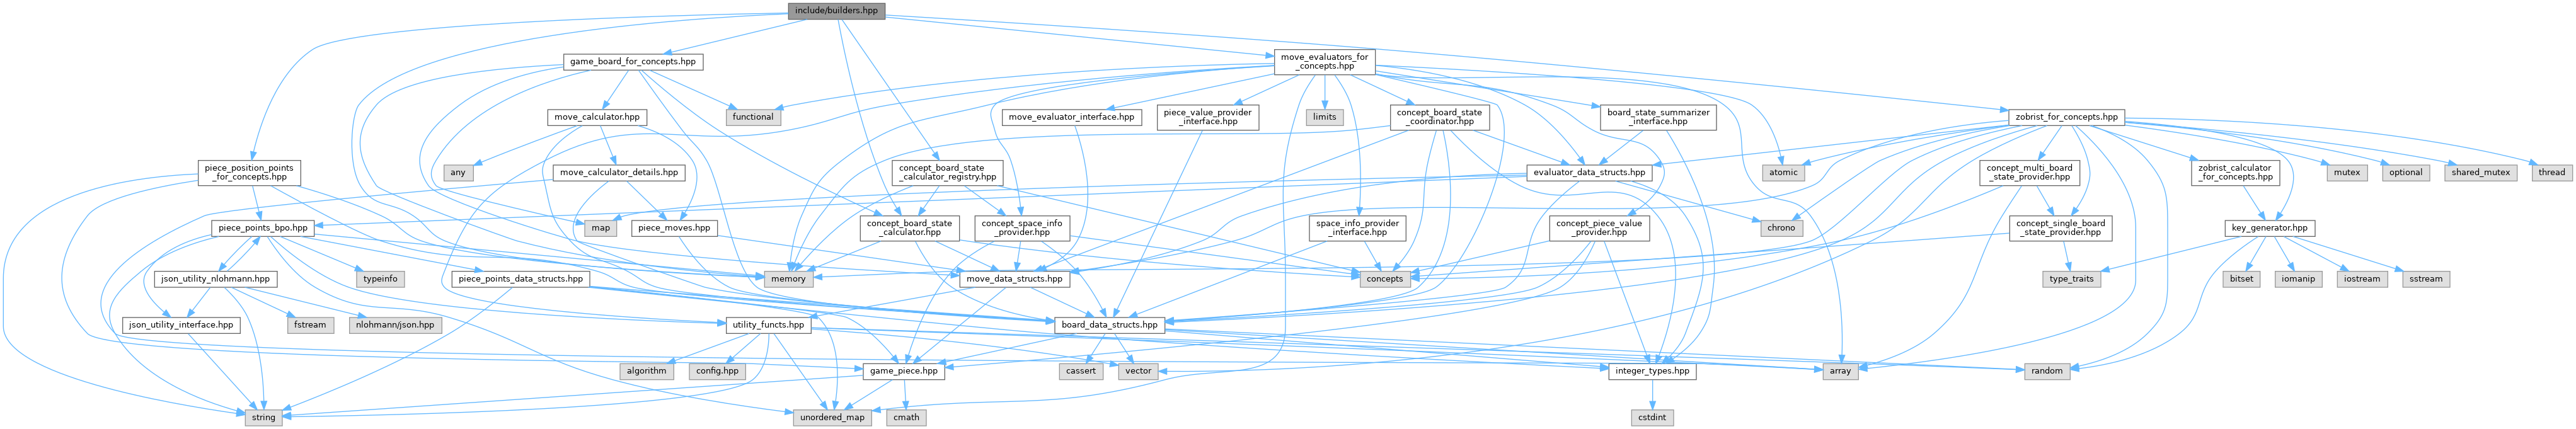 include/builders.hpp
game_board_for_concepts.hpp
move_evaluators_for
_concepts.hpp
move_calculator.hpp
functional
move_evaluator_interface.hpp
piece_value_provider
_interface.hpp
limits
concept_board_state
_coordinator.hpp
board_state_summarizer
_interface.hpp
zobrist_for_concepts.hpp
piece_position_points
_for_concepts.hpp
any
move_calculator_details.hpp
concept_board_state
_calculator_registry.hpp
evaluator_data_structs.hpp
atomic
concept_multi_board
_state_provider.hpp
zobrist_calculator
_for_concepts.hpp
mutex
optional
shared_mutex
thread
piece_points_bpo.hpp
map
piece_moves.hpp
concept_board_state
_calculator.hpp
concept_space_info
_provider.hpp
space_info_provider
_interface.hpp
concept_piece_value
_provider.hpp
chrono
concept_single_board
_state_provider.hpp
key_generator.hpp
json_utility_nlohmann.hpp
typeinfo
piece_points_data_structs.hpp
memory
move_data_structs.hpp
concepts
type_traits
bitset
iomanip
iostream
sstream
json_utility_interface.hpp
fstream
nlohmann/json.hpp
utility_functs.hpp
board_data_structs.hpp
algorithm
config.hpp
game_piece.hpp
cassert
vector
integer_types.hpp
array
random
string
unordered_map
cmath
cstdint